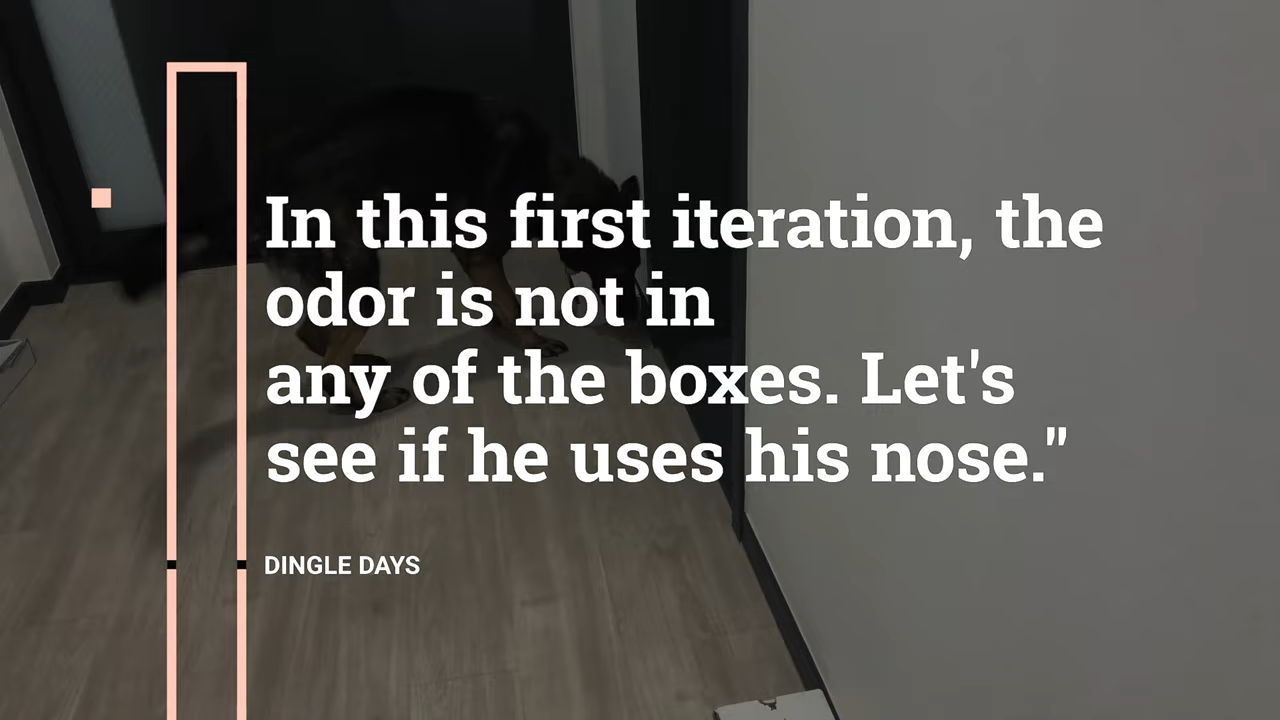 In this first iteration, the
odor is not in
any of the boxes. Let's
see if he uses his nose."
DINGLE DAYS